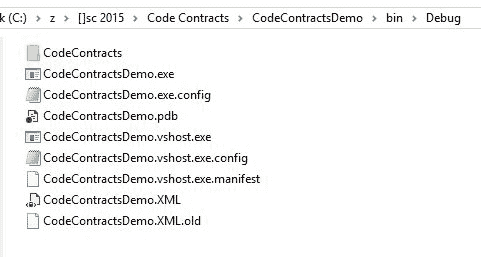 k (C:) > z > []sc 2015 > Code Contracts > CodeContractsDemo > bin > Debug
CodeContracts
CodeContractsDemo.exe
CodeContractsDemo.exe.config
CodeContractsDemo.pdb
CodeContractsDemo.vshost.exe
CodeContractsDemo.vshost.exe.config
CodeContractsDemo.vshost.exe.manifest
CodeContractsDemo.XML
CodeContractsDemo.XML.old